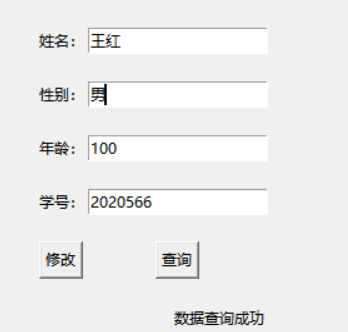 姓名： 王红
性别： 男
年龄： 100
学号： 2020566
修改 查询
数据查询成功